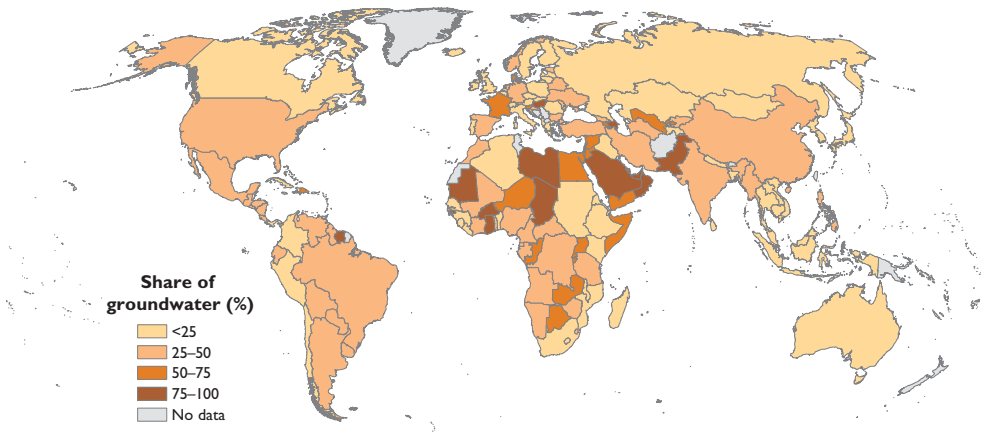 Share of
groundwater (%)
<25
25–50
50–75
75–100
No data